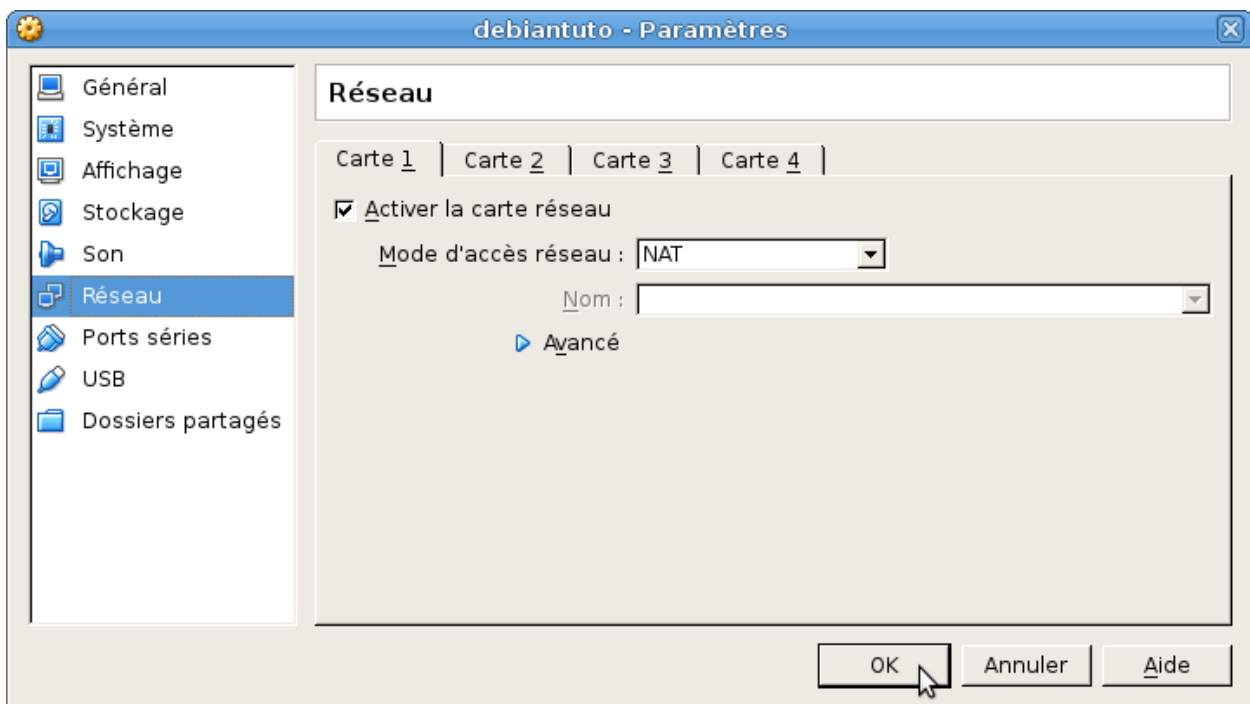 debiantuto - Paramètres
Général
Système
Affichage
Stockage
Son
Réseau
Ports séries
USB
Dossiers partagés
Réseau
Carte 1 Carte 2 Carte 3 Carte 4
Activer la carte réseau
Mode d'accès réseau : NAT
Nom :
Avancé
OK Annuler Aide